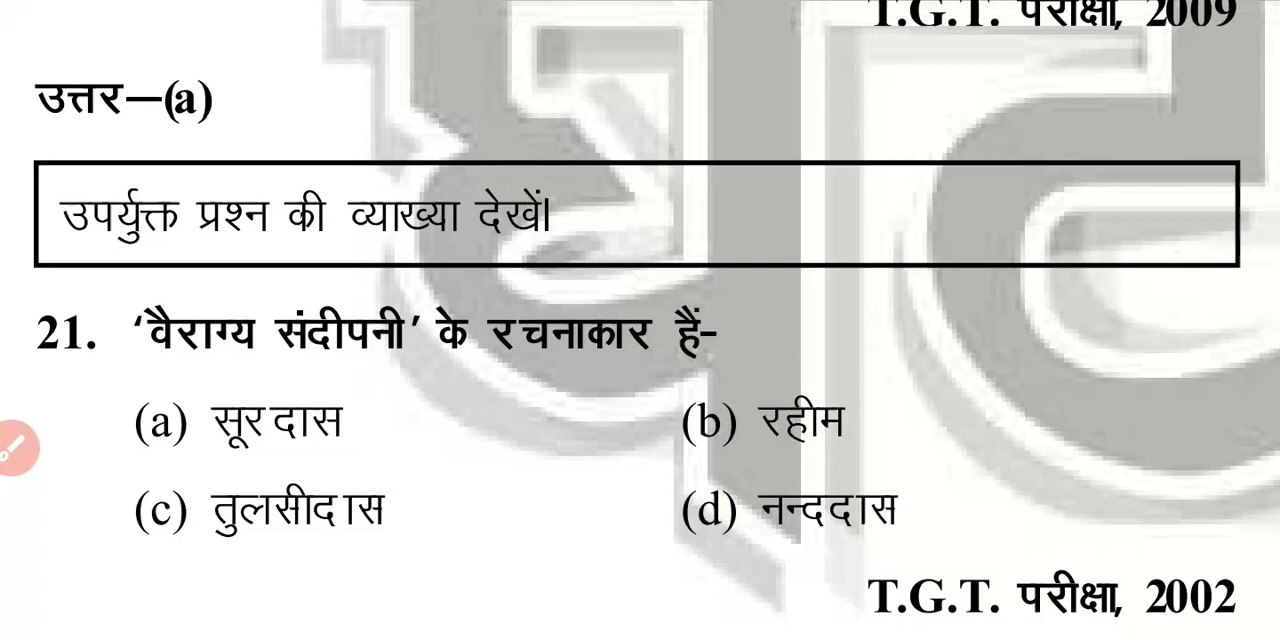 T.G.T. परीक्षा, 2009
उत्तर—(a)
उपर्युक्त प्रश्न की व्याख्या देखें।
21. ‘वैराग्य संदीपनी’ के रचनाकार हैं-
(a) सूरदास (b) रहीम
(c) तुलसीदास (d) नन्ददास
T.G.T. परीक्षा, 2002